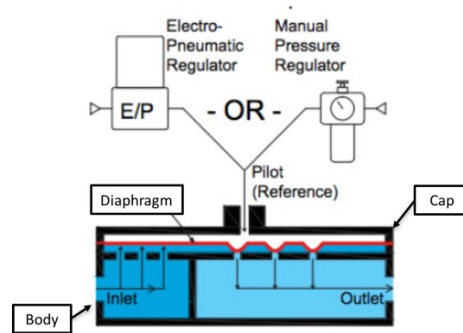 Electro-
Pneumatic
Regulator
Manual
Pressure
Regulator
E/P
- OR -
Pilot
(Reference)
Diaphragm
Cap
Inlet
Outlet
Body